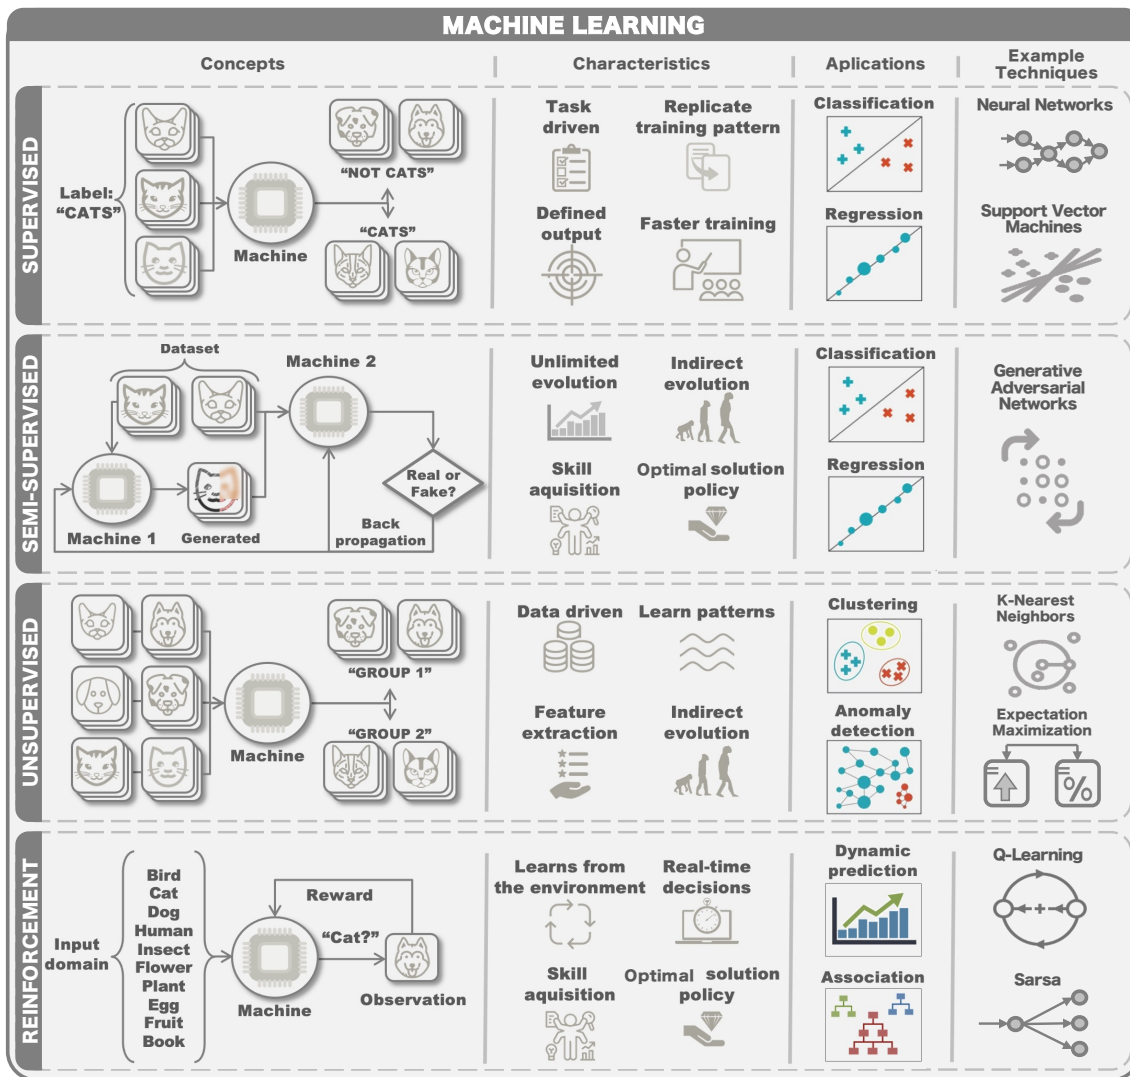 MACHINE LEARNING
Concepts
Characteristics
Aplications
Example
Techniques
SUPERVISED
Label:
“CATS”
Machine
“NOT CATS”
“CATS”
Task
driven
Replicate
training pattern
Defined
output
Faster training
Classification
Regression
Neural Networks
Support Vector
Machines
SEMI-SUPERVISED
Dataset
Machine 2
Machine 1
Generated
Real or
Fake?
Back
propagation
Unlimited
evolution
Indirect
evolution
Skill
aquisition
Optimal solution
policy
Classification
Regression
Generative
Adversarial
Networks
UNSUPERVISED
Machine
“GROUP 1”
“GROUP 2”
Data driven
Learn patterns
Feature
extraction
Indirect
evolution
Clustering
Anomaly
detection
K-Nearest
Neighbors
Expectation
Maximization
%
REINFORCEMENT
Input
domain
Bird
Cat
Dog
Human
Insect
Flower
Plant
Egg
Fruit
Book
Machine
Reward
“Cat?”
Observation
Learns from
the environment
Real-time
decisions
Skill
aquisition
Optimal solution
policy
Dynamic
prediction
Association
Q-Learning
Sarsa